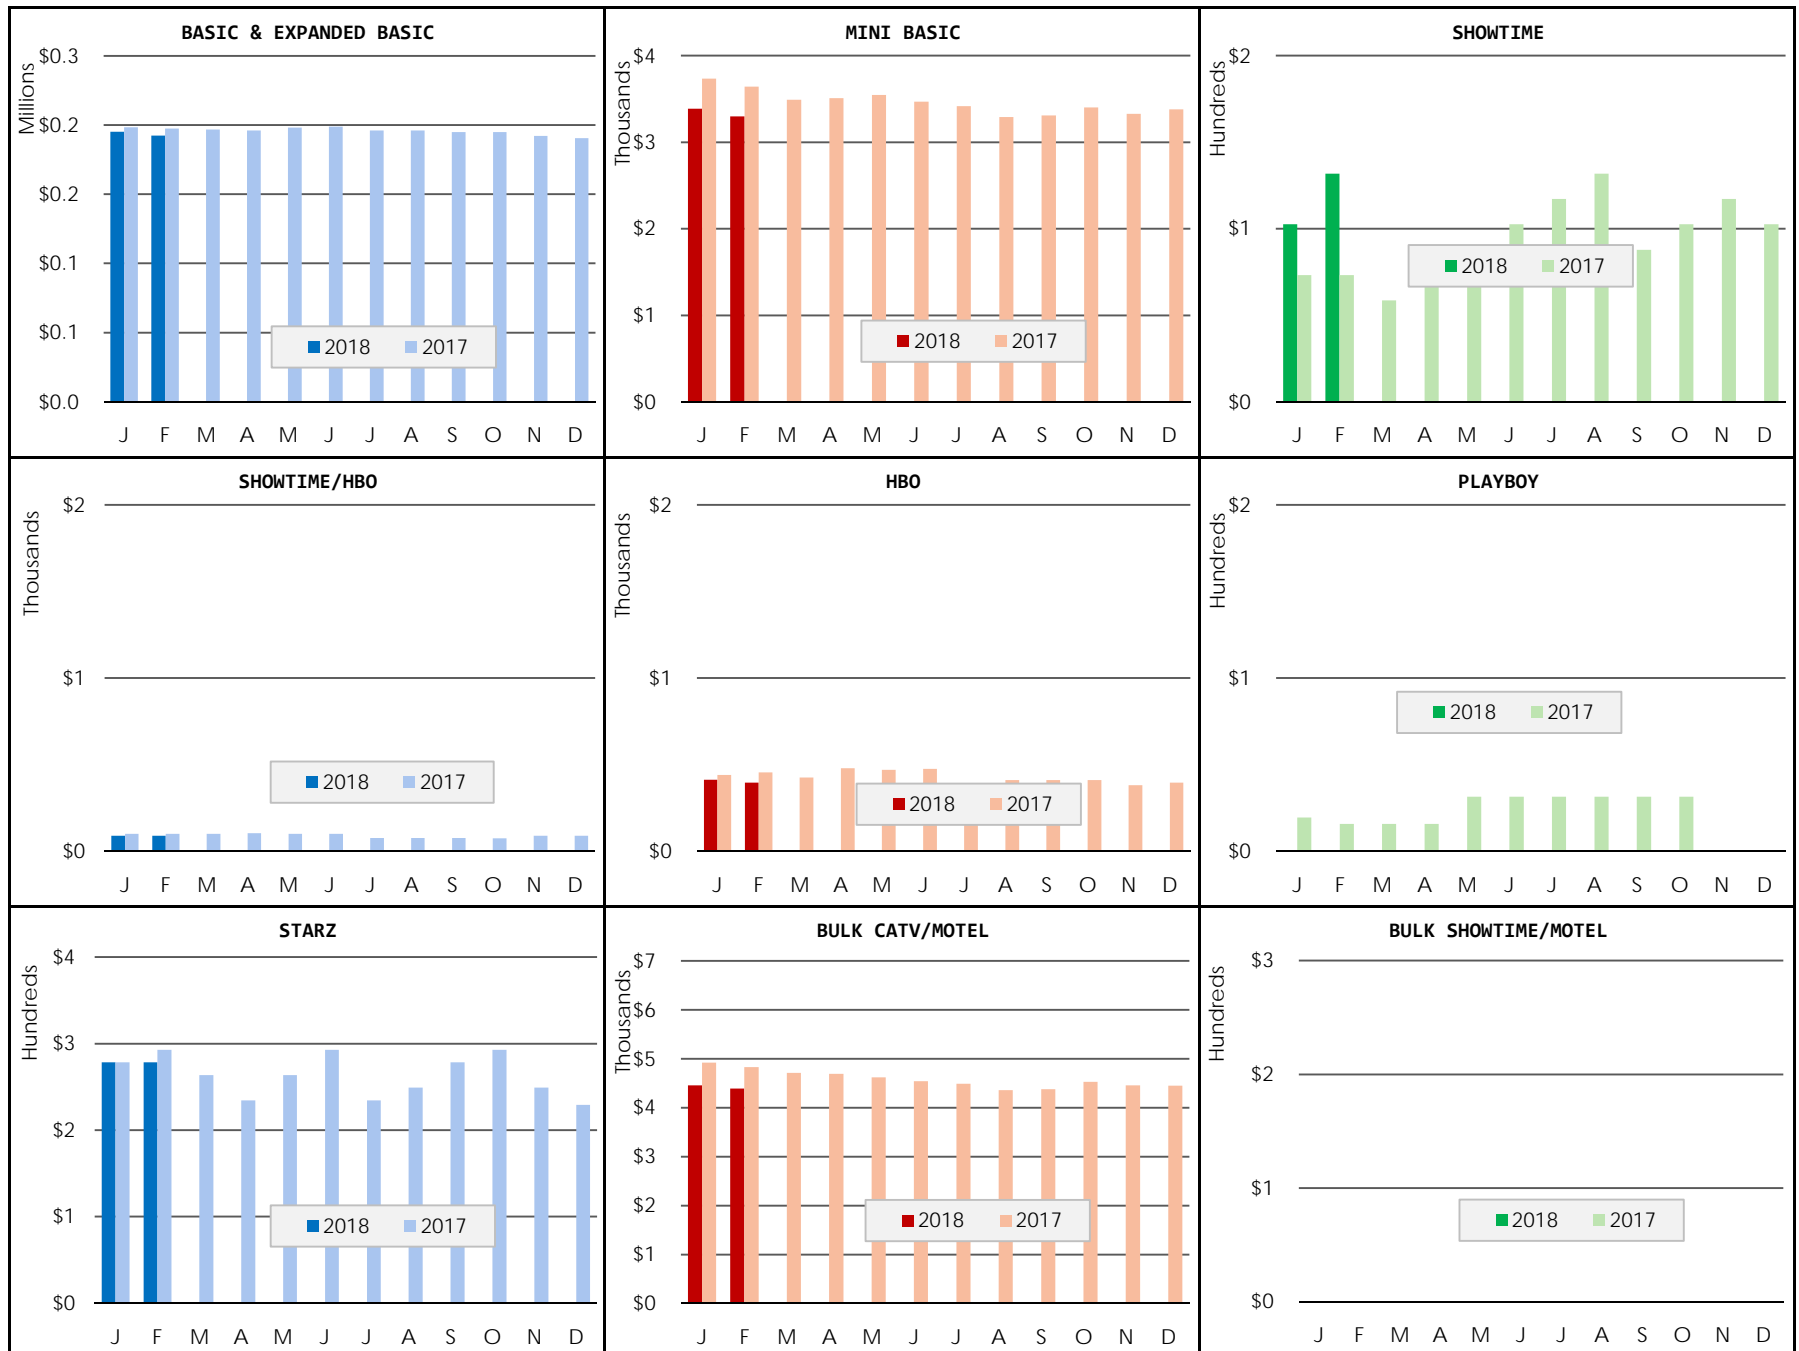 BASIC & EXPANDED BASIC
Millions
$0.3
$0.2
$0.2
$0.1
$0.1
$0.0
2018 2017
J F M A M J J A S O N D
MINI BASIC
Thousands
$4
$3
$2
$1
$0
2018 2017
J F M A M J J A S O N D
SHOWTIME
Hundreds
$2
$1
$0
2018 2017
J F M A M J J A S O N D
SHOWTIME/HBO
Thousands
$2
$1
$0
2018 2017
J F M A M J J A S O N D
HBO
Thousands
$2
$1
$0
2018 2017
J F M A M J J A S O N D
PLAYBOY
Hundreds
$2
$1
$0
2018 2017
J F M A M J J A S O N D
STARZ
Hundreds
$4
$3
$2
$1
$0
2018 2017
J F M A M J J A S O N D
BULK CATV/MOTEL
Thousands
$7
$6
$5
$4
$3
$2
$1
$0
2018 2017
J F M A M J J A S O N D
BULK SHOWTIME/MOTEL
Hundreds
$3
$2
$1
$0
2018 2017
J F M A M J J A S O N D